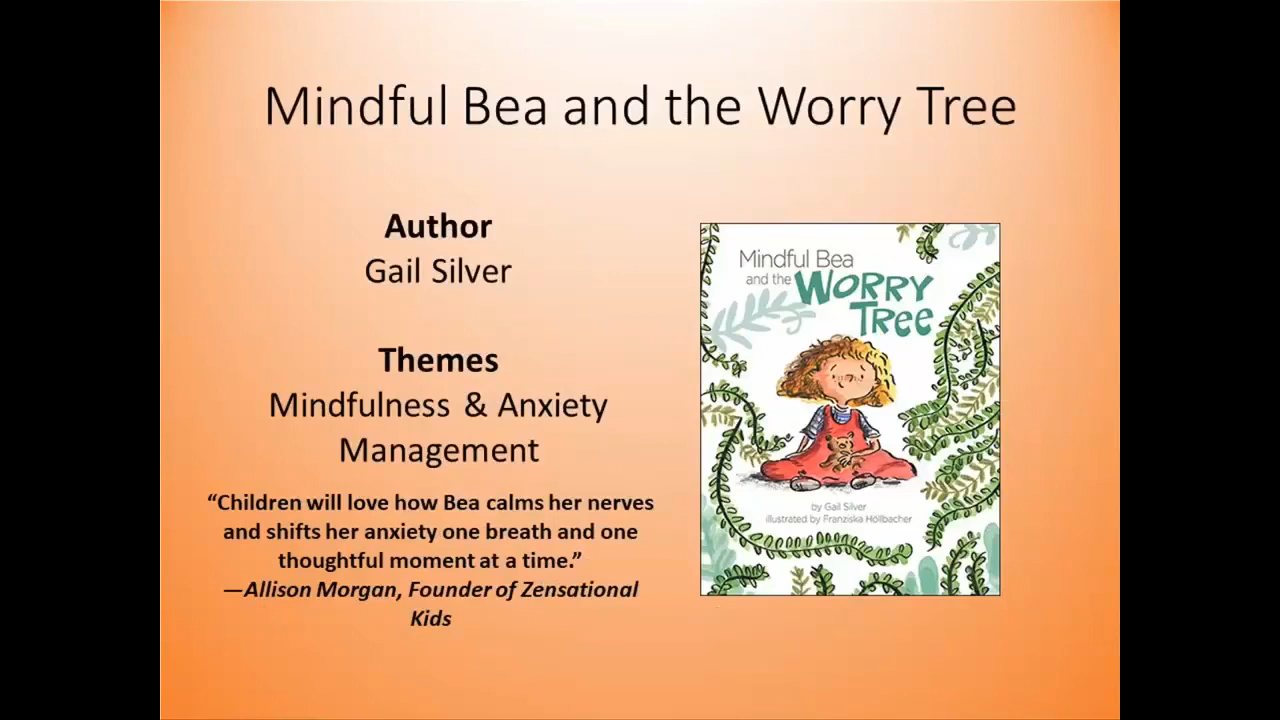 Mindful Bea and the Worry Tree
Author
Gail Silver
Themes
Mindfulness & Anxiety
Management
“Children will love how Bea calms her nerves
and shifts her anxiety one breath and one
thoughtful moment at a time.”
—Allison Morgan, Founder of Zensational
Kids
Mindful Bea
and the WORRY
TRee
by Gail Silver
illustrated by Franziska Höllbacher